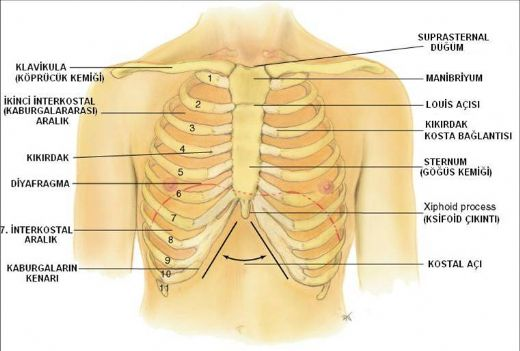 SUPRASTERNAL
DUĞUM
KLAVİKULA
(KÖPRÜCÜK KEMİĞİ)
MANİBRİYUM
İKİNCİ İNTERKOSTAL
(KABURGALARARASI)
ARALIK
LOUİS AÇISI
KIKIRDAK
KOSTA BAĞLANTISI
KIKIRDAK
STERNUM
(GÖĞÜS KEMİĞİ)
DİYAFRAGMA
Xiphoid process
(KSİFOİD ÇIKINTI)
7. İNTERKOSTAL
ARALIK
KABURGALARIN
KENARI
KOSTAL AÇI
1
2
3
4
5
6
7
8
9
10
11